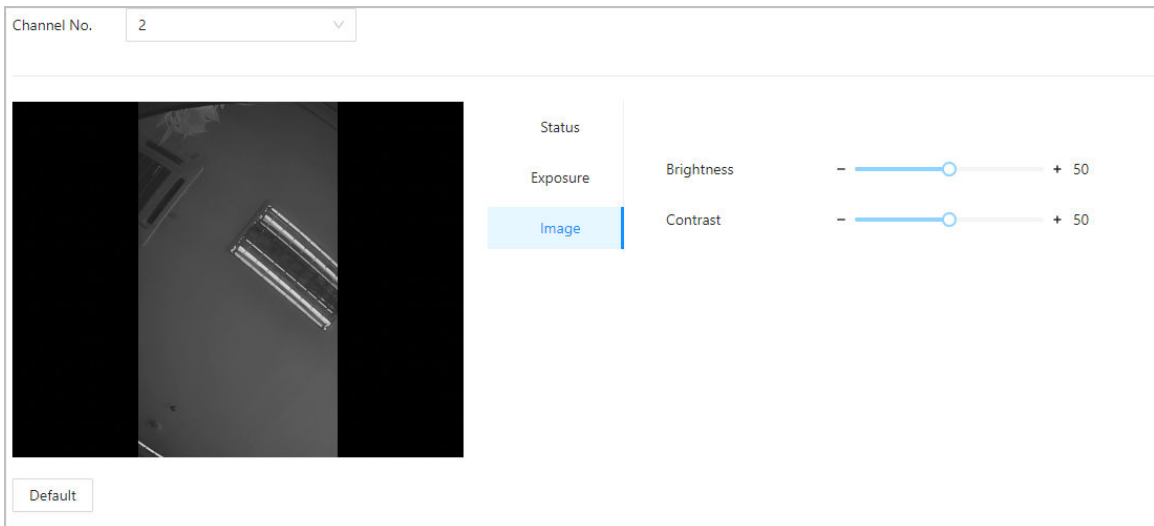 Channel No. 2
Status
Exposure
Image
Brightness - + 50
Contrast - + 50
Default